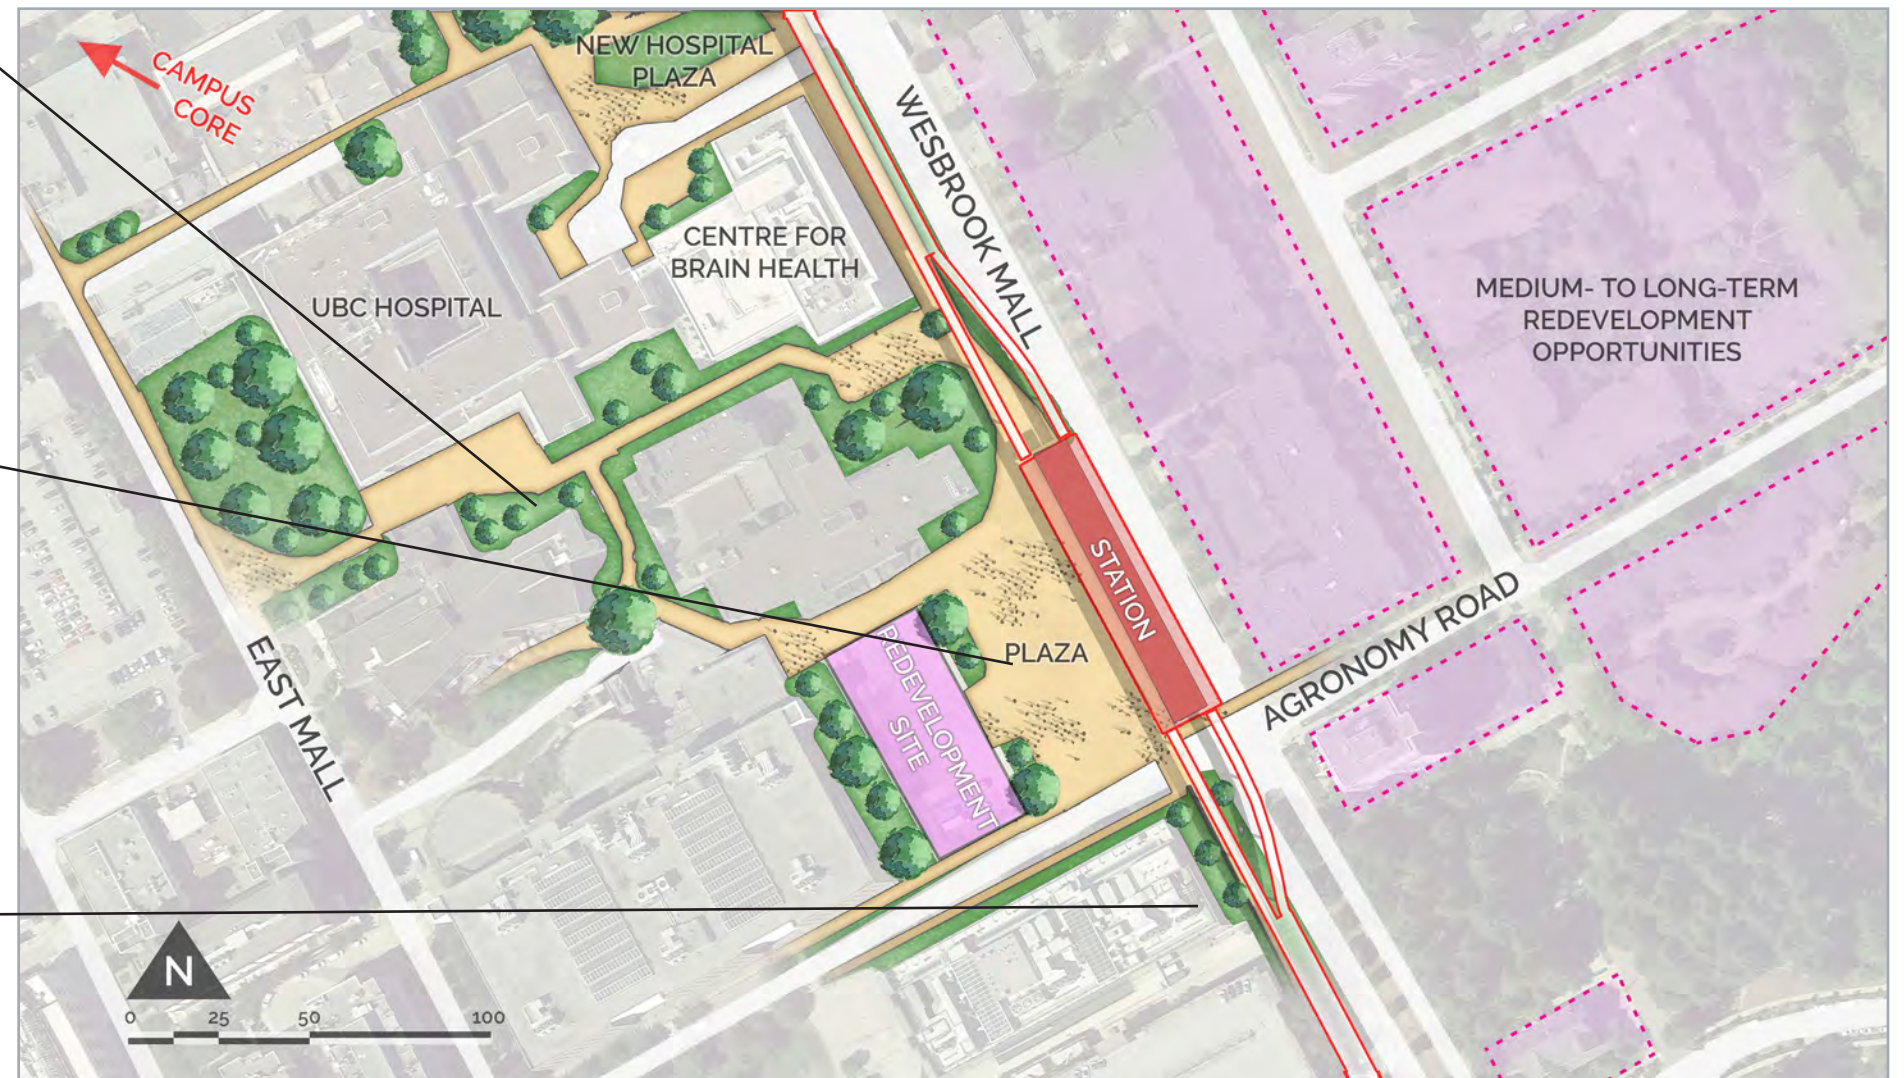 CAMPUS
CORE
NEW HOSPITAL
PLAZA
WESBROOK MALL
CENTRE FOR
BRAIN HEALTH
UBC HOSPITAL
MEDIUM- TO LONG-TERM
REDEVELOPMENT
OPPORTUNITIES
STATION
PLAZA
REDEVELOPMENT
SITE
AGRONOMY ROAD
EAST MALL
N
0 25 50 100